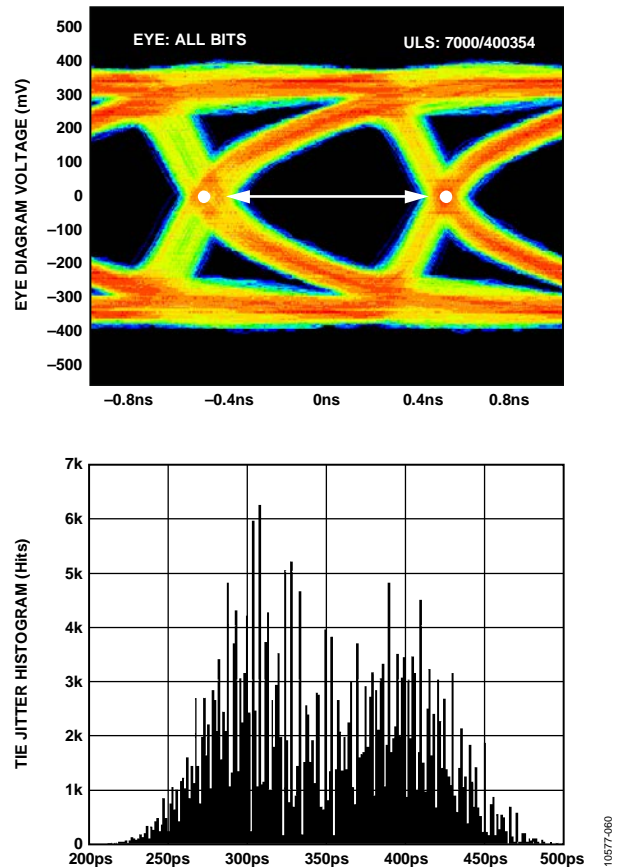 500
EYE: ALL BITS
ULS: 7000/400354
400
300
200
100
0
–100
–200
–300
–400
–500
EYE DIAGRAM VOLTAGE (mV)
–0.8ns
–0.4ns
0ns
0.4ns
0.8ns
7k
6k
5k
4k
3k
2k
1k
0
TIE JITTER HISTOGRAM (Hits)
200ps
250ps
300ps
350ps
400ps
450ps
500ps
10577-060